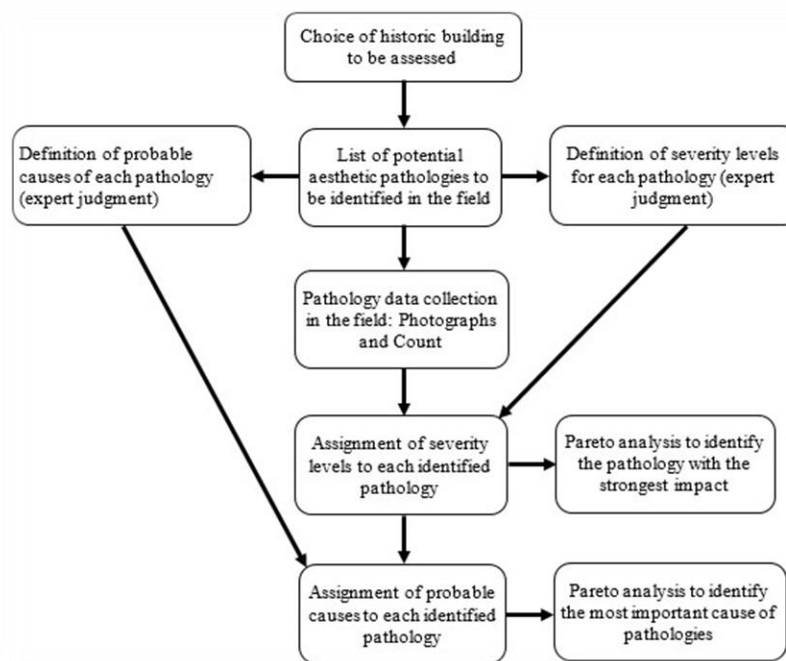 Choice of historic building
to be assessed
Definition of probable
causes of each pathology
(expert judgment)
List of potential
aesthetic pathologies to
be identified in the field
Definition of severity levels
for each pathology (expert
judgment)
Pathology data collection
in the field: Photographs
and Count
Assignment of severity
levels to each identified
pathology
Pareto analysis to identify
the pathology with the
strongest impact
Assignment of probable
causes to each identified
pathology
Pareto analysis to identify
the most important cause of
pathologies